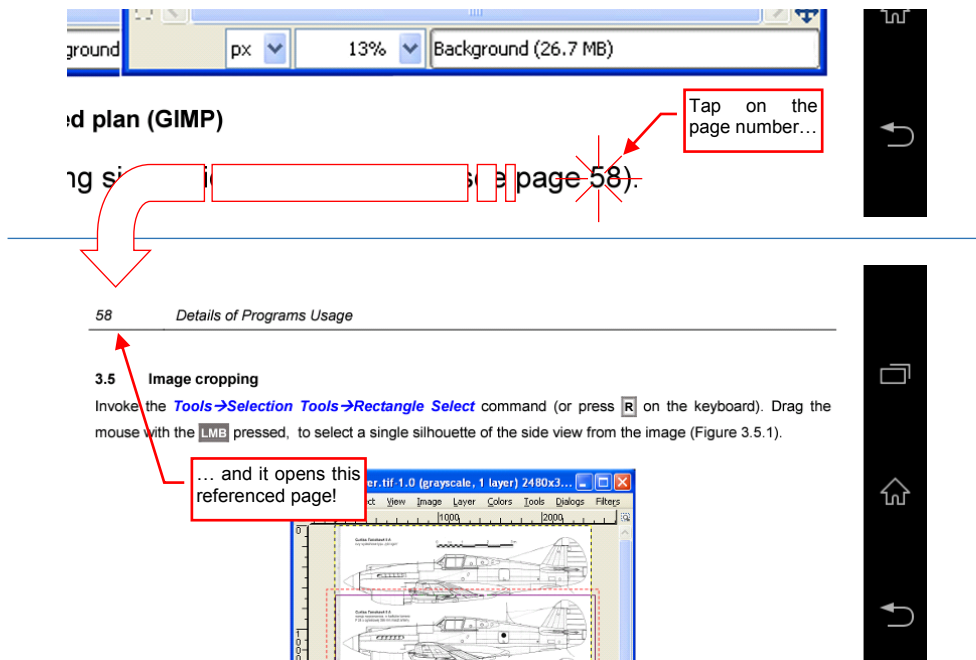 ground
px 13% Background (26.7 MB)
ed plan (GIMP)
Tap on the
page number…
page 58).
58 Details of Programs Usage
3.5 Image cropping
Invoke the Tools→Selection Tools→Rectangle Select command (or press R on the keyboard). Drag the
mouse with the LMB pressed, to select a single silhouette of the side view from the image (Figure 3.5.1).
… and it opens this
referenced page!
er.tif-1.0 (grayscale, 1 layer) 2480x3...
ct View Image Layer Colors Tools Dialogs Filters
1000 2000
0